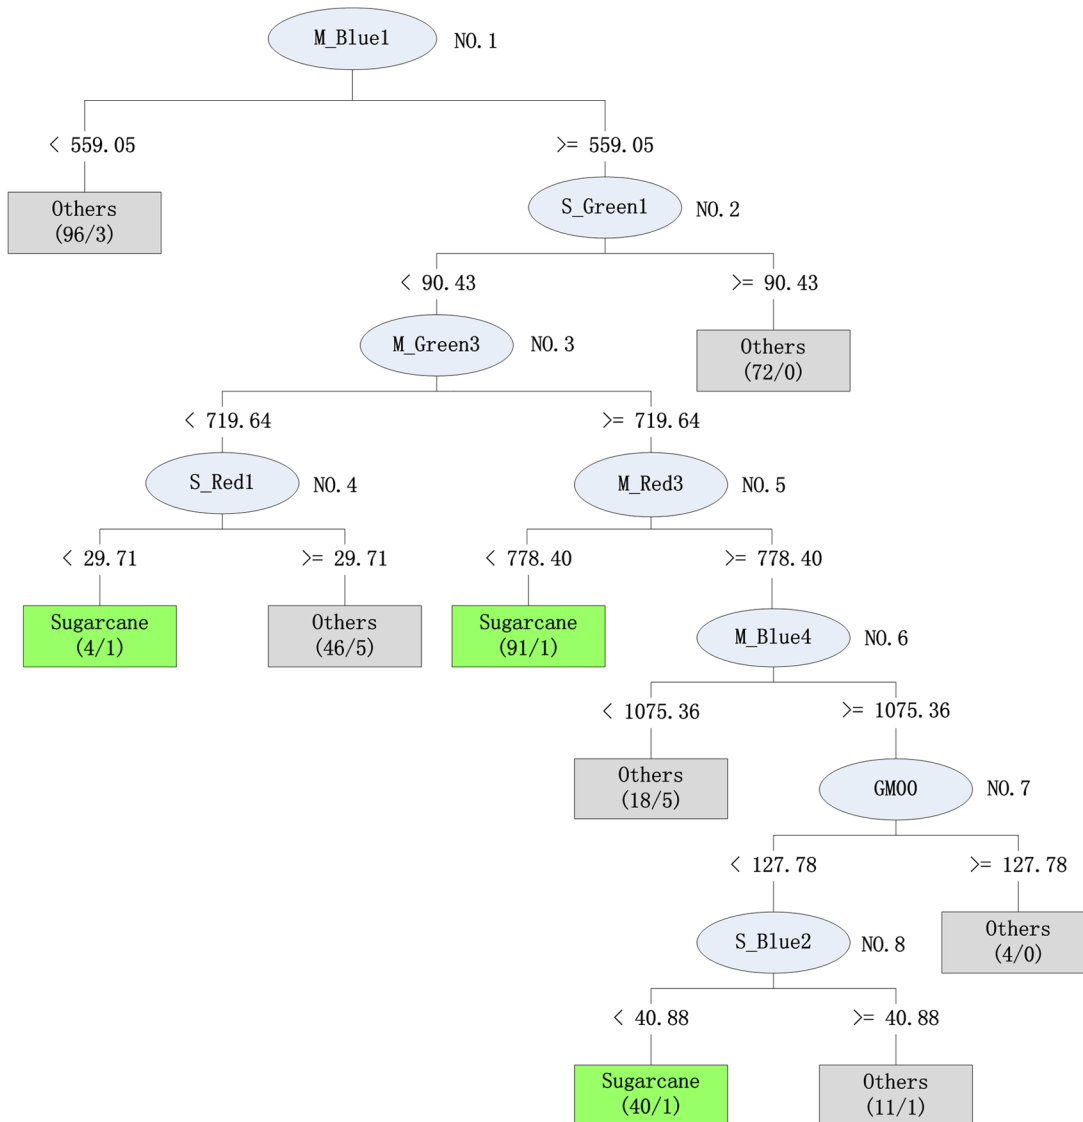 M_Blue1
NO.1
< 559.05
>= 559.05
Others
(96/3)
S_Green1
NO.2
< 90.43
>= 90.43
M_Green3
NO.3
Others
(72/0)
< 719.64
>= 719.64
S_Red1
NO.4
M_Red3
NO.5
< 29.71
>= 29.71
< 778.40
>= 778.40
Sugarcane
(4/1)
Others
(46/5)
Sugarcane
(91/1)
M_Blue4
NO.6
< 1075.36
>= 1075.36
Others
(18/5)
GM00
NO.7
< 127.78
>= 127.78
S_Blue2
NO.8
Others
(4/0)
< 40.88
>= 40.88
Sugarcane
(40/1)
Others
(11/1)